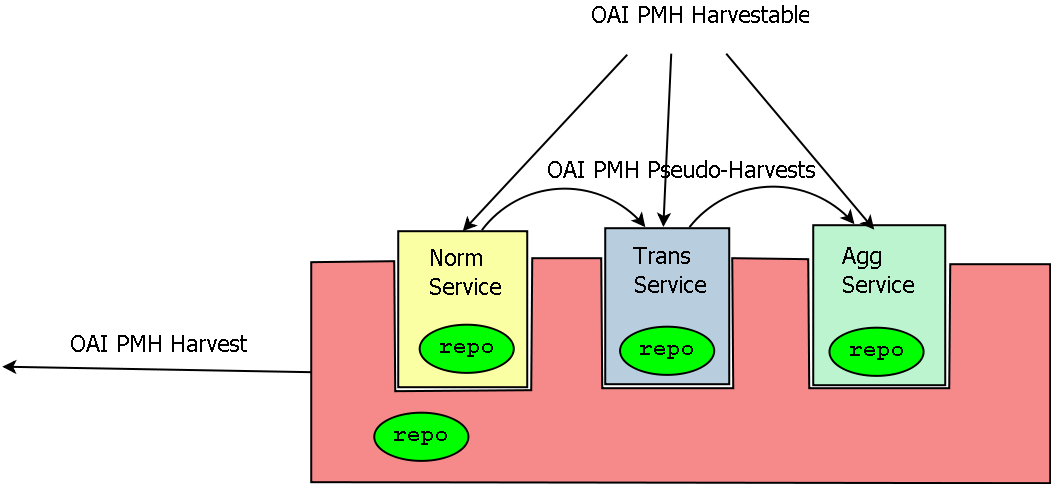 OAI PMH Harvestable
OAI PMH Pseudo-Harvests
Norm
Service
Trans
Service
Agg
Service
repo
repo
repo
OAI PMH Harvest
repo